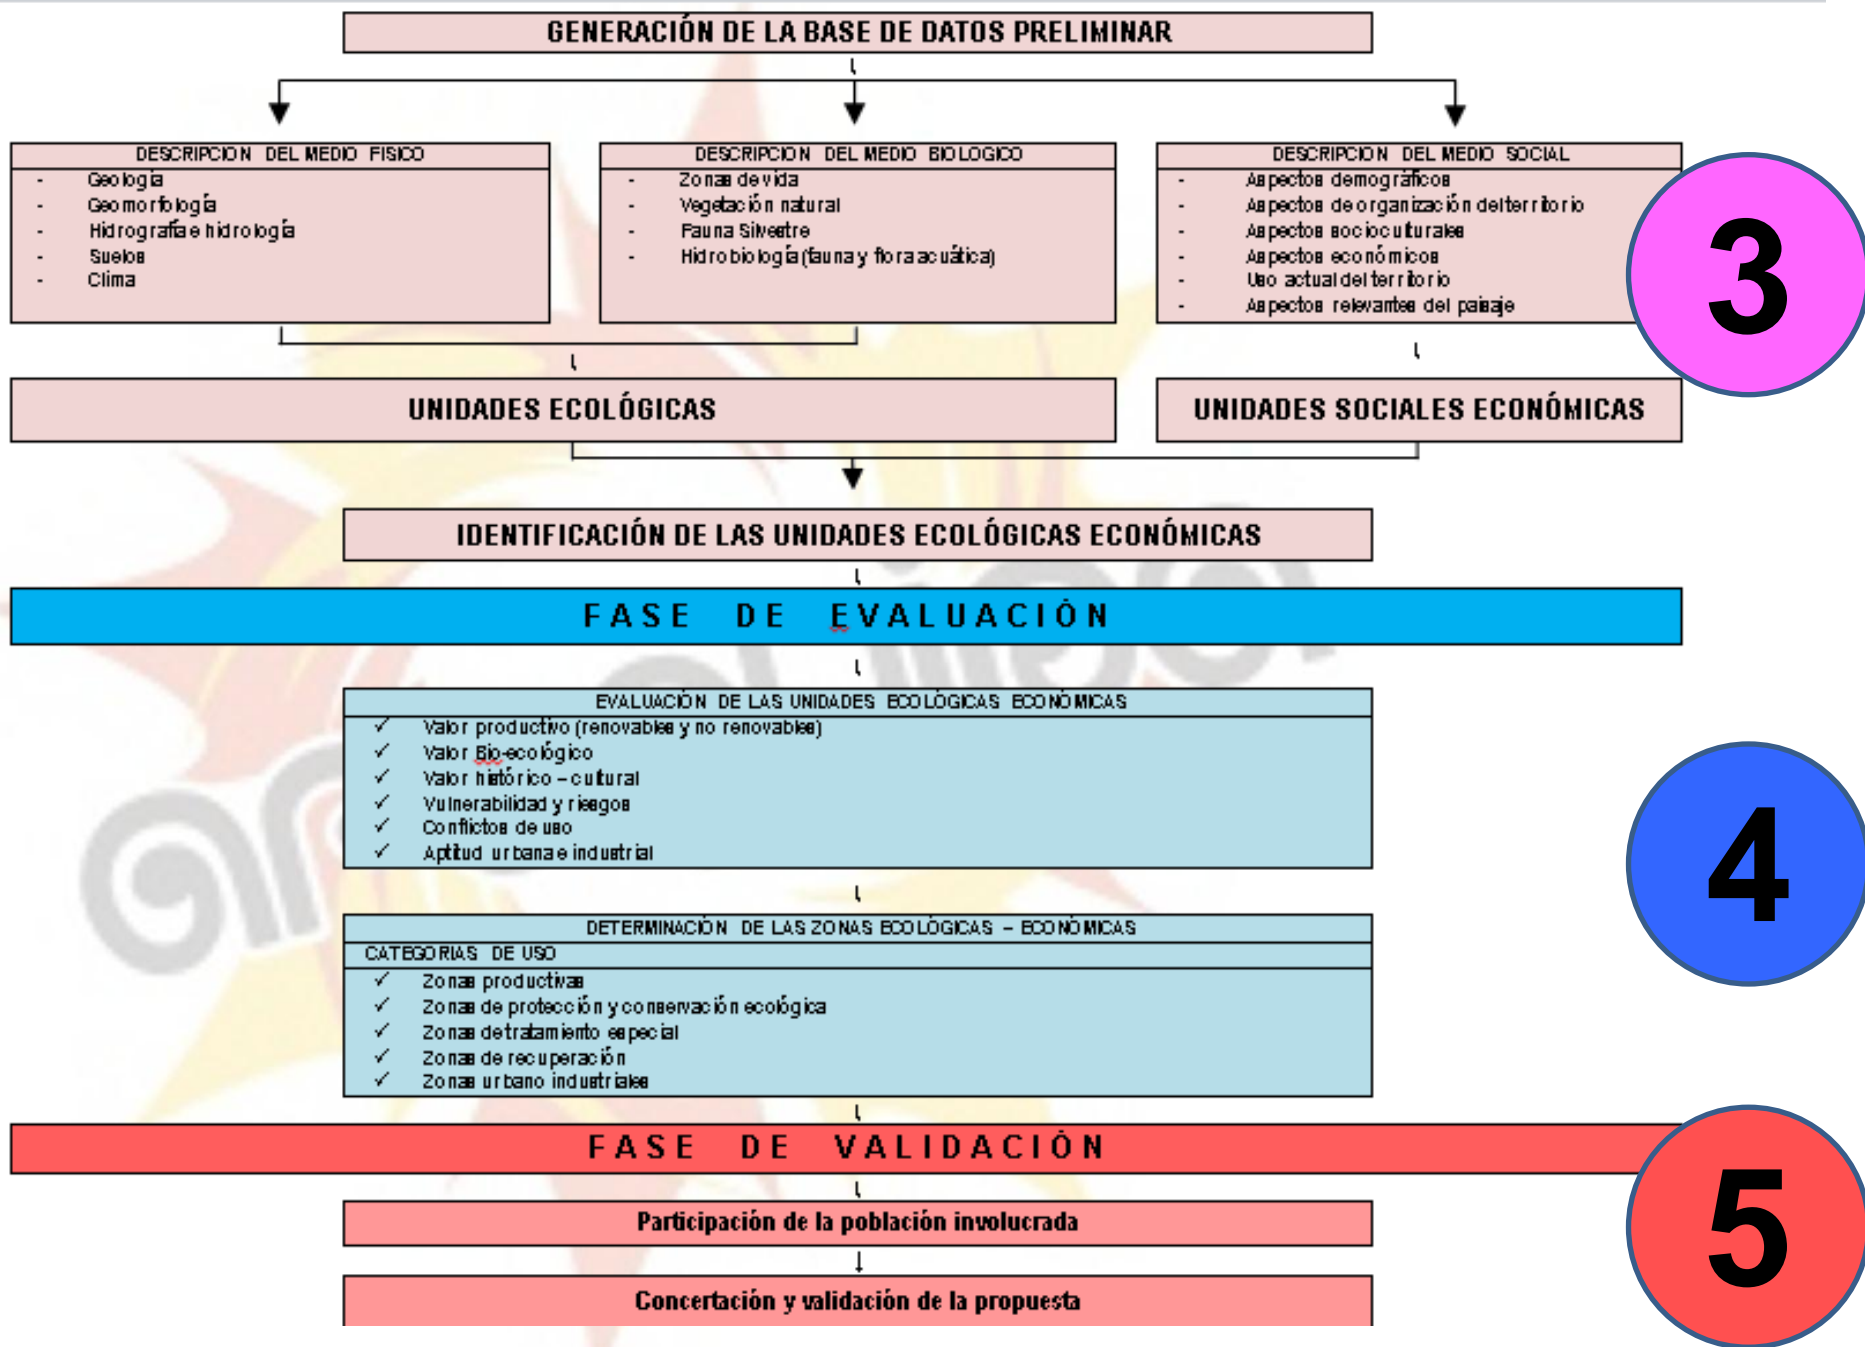 GENERACIÓN DE LA BASE DE DATOS PRELIMINAR
DESCRIPCION DEL MEDIO FISICO
- Geología
- Geomorfología
- Hidrografía e hidrología
- Suelos
- Clima
DESCRIPCION DEL MEDIO BIOLOGICO
- Zonas de vida
- Vegetación natural
- Fauna Silvestre
- Hidrobiología (fauna y flora acuática)
DESCRIPCION DEL MEDIO SOCIAL
- Aspectos demográficos
- Aspectos de organización del territorio
- Aspectos socioculturales
- Aspectos económicos
- Uso actual del territorio
- Aspectos relevantes del paisaje
3
UNIDADES ECOLÓGICAS
UNIDADES SOCIALES ECONÓMICAS
IDENTIFICACIÓN DE LAS UNIDADES ECOLÓGICAS ECONÓMICAS
FASE DE EVALUACIÓN
EVALUACIÓN DE LAS UNIDADES ECOLÓGICAS ECONÓMICAS
✓ Valor productivo (renovables y no renovables)
✓ Valor Bio-ecológico
✓ Valor histórico – cultural
✓ Vulnerabilidad y riesgos
✓ Conflictos de uso
✓ Aptitud urbana e industrial
4
DETERMINACIÓN DE LAS ZONAS ECOLÓGICAS – ECONÓMICAS
CATEGORIAS DE USO
✓ Zonas productivas
✓ Zonas de protección y conservación ecológica
✓ Zonas de tratamiento especial
✓ Zonas de recuperación
✓ Zonas urbano industriales
FASE DE VALIDACIÓN
5
Participación de la población involucrada
Concertación y validación de la propuesta